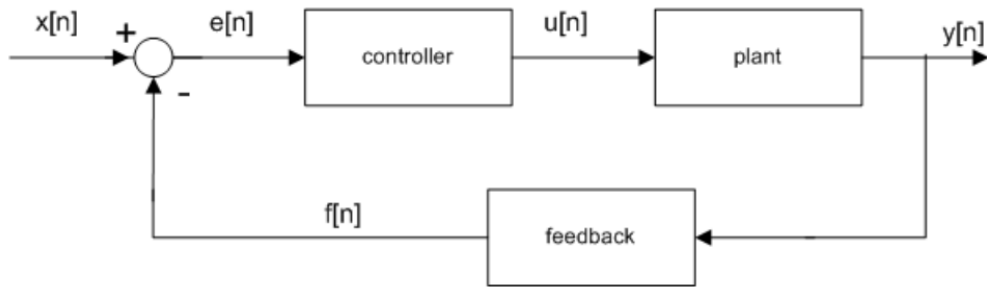 x[n]
+
e[n]
controller
u[n]
plant
y[n]
-
f[n]
feedback